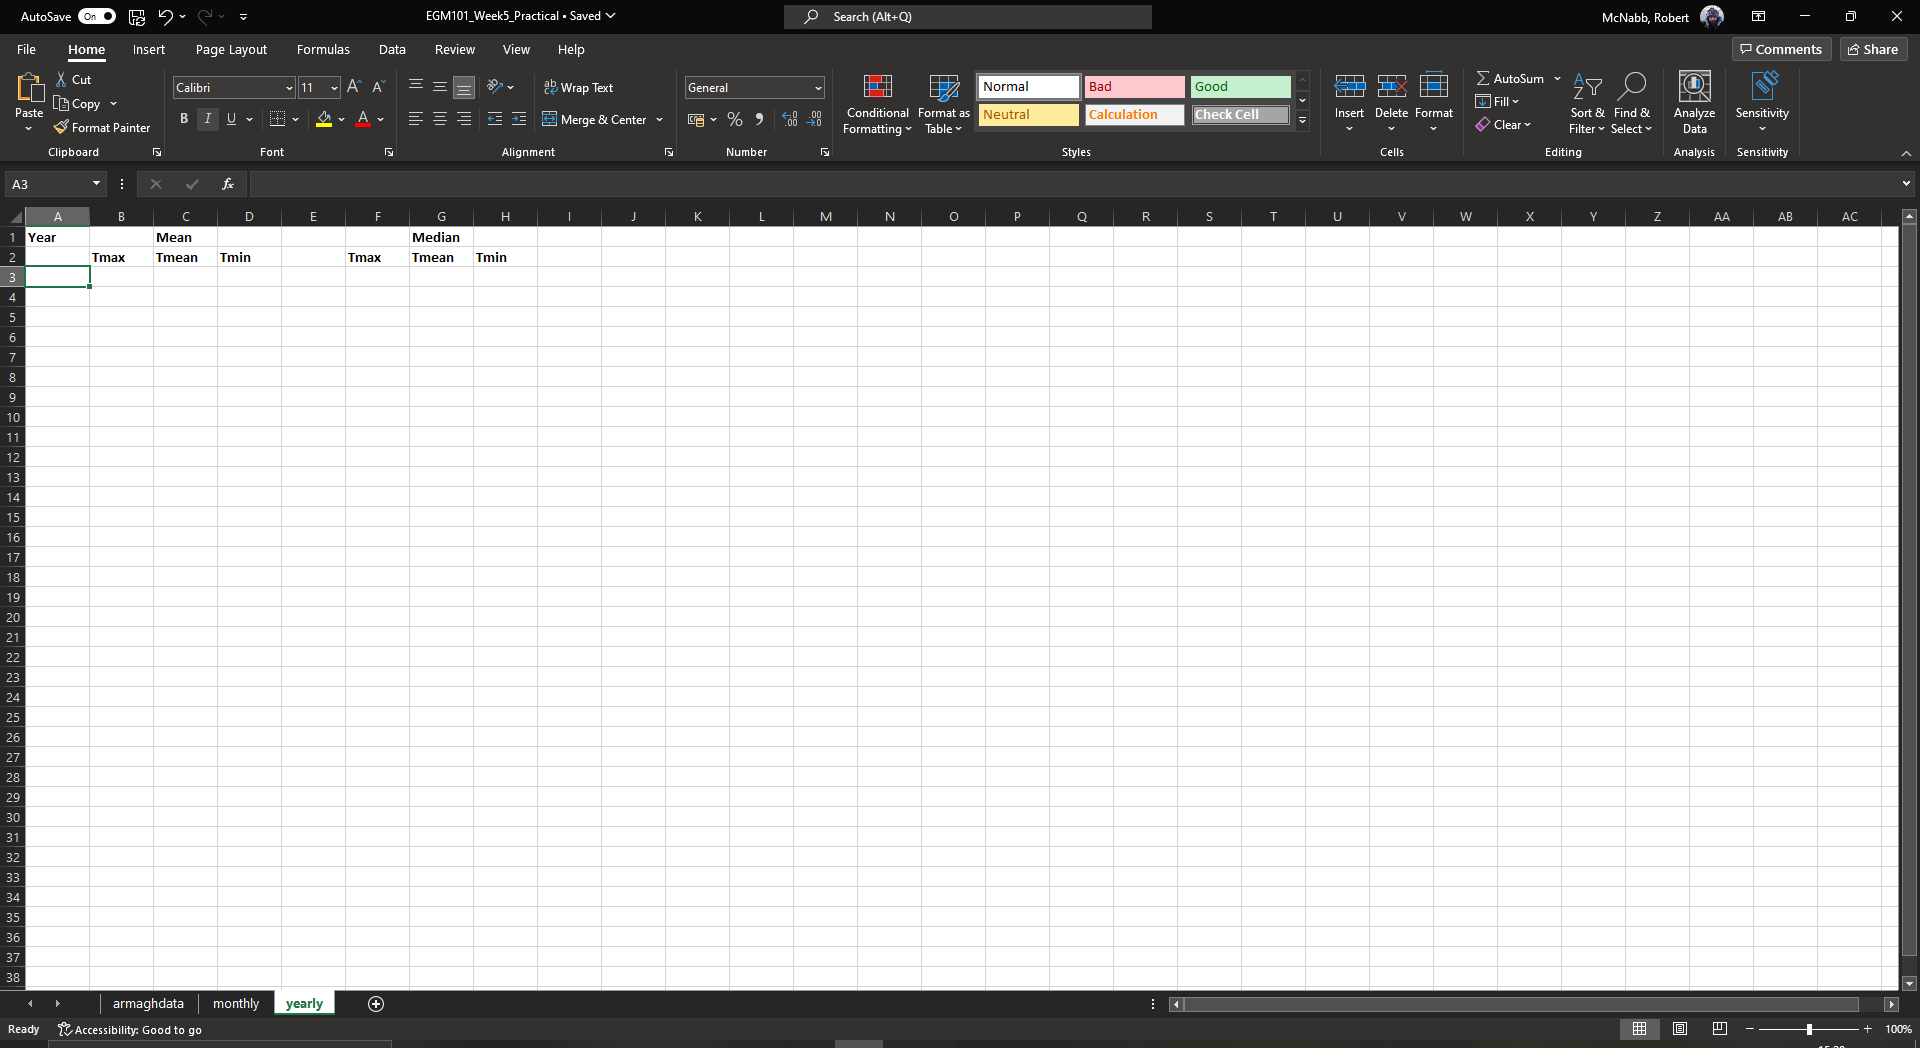 AutoSave On EGM101_Week5_Practical • Saved Search (Alt+Q) McNabb, Robert
File Home Insert Page Layout Formulas Data Review View Help Comments Share
Paste Cut Copy Format Painter Clipboard
Calibri 11 B I U A Font
Wrap Text Merge & Center Alignment
General % Number
Conditional Formatting Format as Table Normal Bad Good Neutral Calculation Check Cell Styles
Insert Delete Format Cells
AutoSum Fill Clear Sort & Filter Find & Select Editing
Analyze Data Analysis
Sensitivity Sensitivity
A3 fx
A B C D E F G H I J K L M N O P Q R S T U V W X Y Z AA AB AC
1 Year Mean Median
2 Tmax Tmean Tmin Tmax Tmean Tmin
3
4
5
6
7
8
9
10
11
12
13
14
15
16
17
18
19
20
21
22
23
24
25
26
27
28
29
30
31
32
33
34
35
36
37
38
armaghdata monthly yearly
Ready Accessibility: Good to go 100%